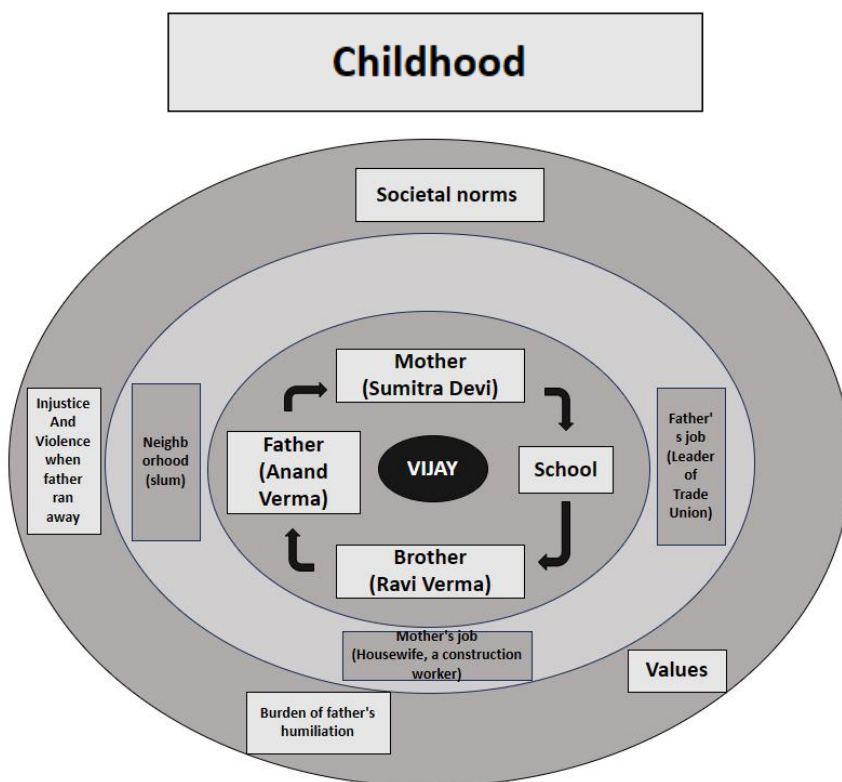 Childhood
Societal norms
Mother
(Sumitra Devi)
Injustice
And
Violence
when
father
ran
away
Neighb
orhood
(slum)
Father
(Anand
Verma)
VIJAY
School
Father'
s job
(Leader
of
Trade
Union)
Brother
(Ravi Verma)
Mother's job
(Housewife, a construction
worker)
Values
Burden of father's
humiliation